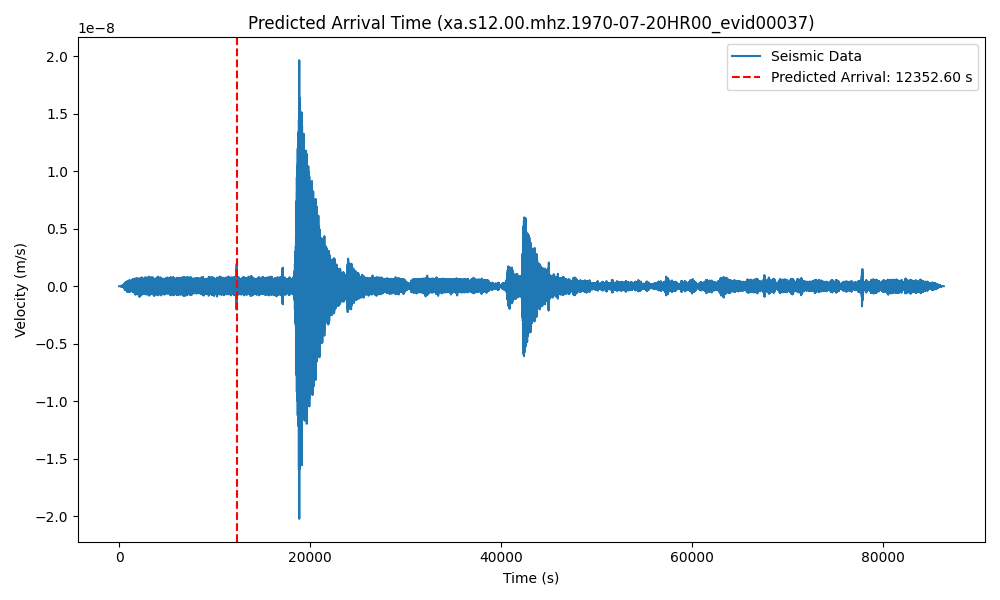 Predicted Arrival Time (xa.s12.00.mhz.1970-07-20HR00_evid00037)
1e−8
Seismic Data
Predicted Arrival: 12352.60 s
2.0
1.5
1.0
0.5
0.0
−0.5
−1.0
−1.5
−2.0
Velocity (m/s)
0 20000 40000 60000 80000
Time (s)